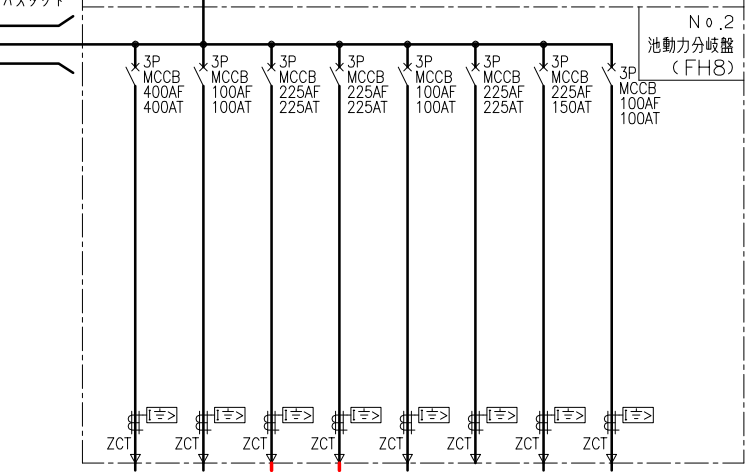 バスダクト
No.2
池動力分岐盤
(FH8)
3P
MCCB
400AF
400AT
3P
MCCB
100AF
100AT
3P
MCCB
225AF
225AT
3P
MCCB
225AF
225AT
3P
MCCB
100AF
100AT
3P
MCCB
225AF
225AT
3P
MCCB
225AF
150AT
3P
MCCB
100AF
100AT
I>
I>
I>
I>
I>
I>
I>
I>
ZCT
ZCT
ZCT
ZCT
ZCT
ZCT
ZCT
ZCT